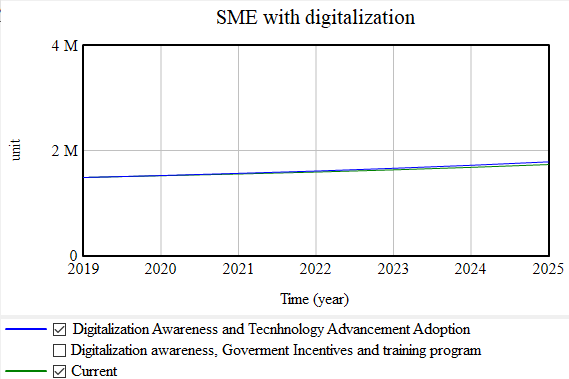 SME with digitalization
4 M
unit
2 M
0
2019 2020 2021 2022 2023 2024 2025
Time (year)
Digitalization Awareness and Tecnhnology Advancement Adoption
Digitalization awareness, Goverment Incentives and training program
Current